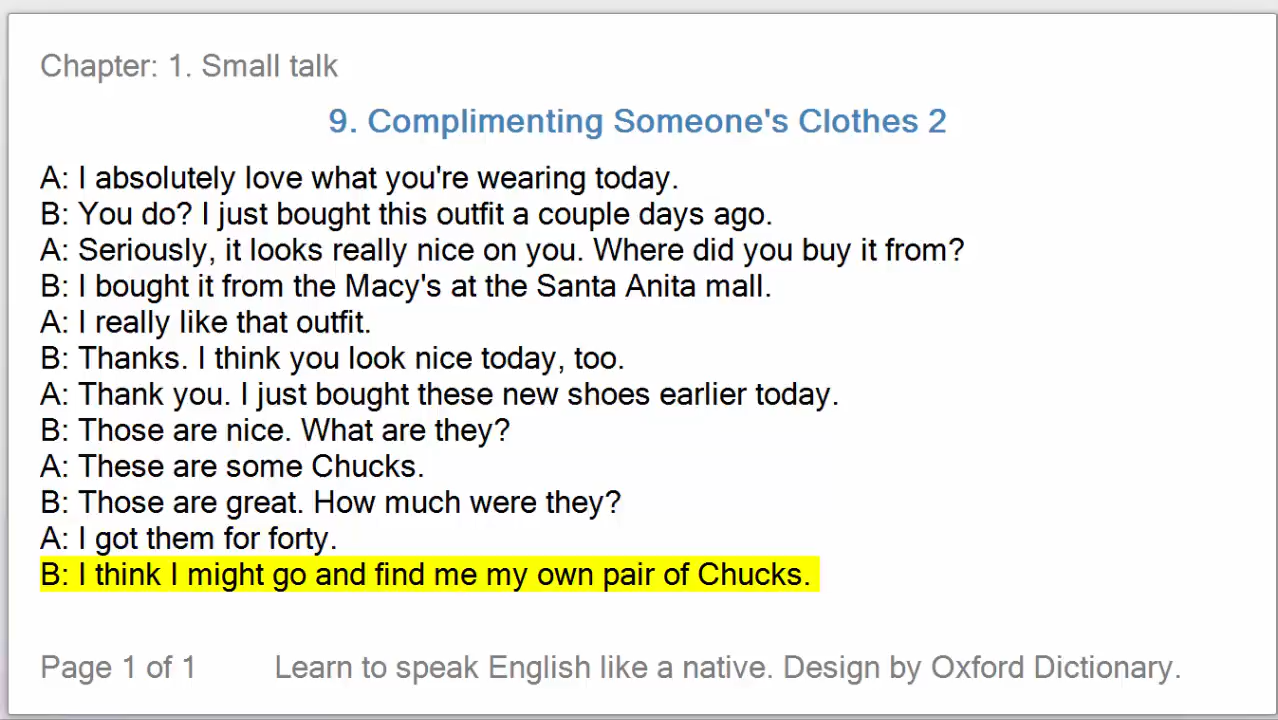 Chapter: 1. Small talk
9. Complimenting Someone's Clothes 2
A: I absolutely love what you're wearing today.
B: You do? I just bought this outfit a couple days ago.
A: Seriously, it looks really nice on you. Where did you buy it from?
B: I bought it from the Macy's at the Santa Anita mall.
A: I really like that outfit.
B: Thanks. I think you look nice today, too.
A: Thank you. I just bought these new shoes earlier today.
B: Those are nice. What are they?
A: These are some Chucks.
B: Those are great. How much were they?
A: I got them for forty.
B: I think I might go and find me my own pair of Chucks.
Page 1 of 1 Learn to speak English like a native. Design by Oxford Dictionary.